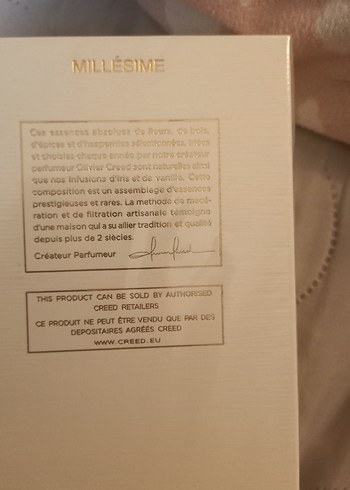 MILLÉSIME
Ces essences absolues de fleurs, de bois,
d'épices et d'hespéridés sélectionnées, triées
et choisies chaque année par notre créateur
parfumeur Olivier Creed sont naturelles ainsi
que nos infusions d'iris et de vanille. Cette
composition est un assemblage d'essences
prestigieuses et rares. La méthode de macé-
ration et de filtration artisanale témoigne
d'une maison qui a su allier tradition et qualité
depuis plus de 2 siècles.
Créateur Parfumeur
THIS PRODUCT CAN BE SOLD BY AUTHORISED
CREED RETAILERS
CE PRODUIT NE PEUT ÊTRE VENDU QUE PAR DES
DEPOSITAIRES AGRÉÉS CREED
WWW.CREED.EU